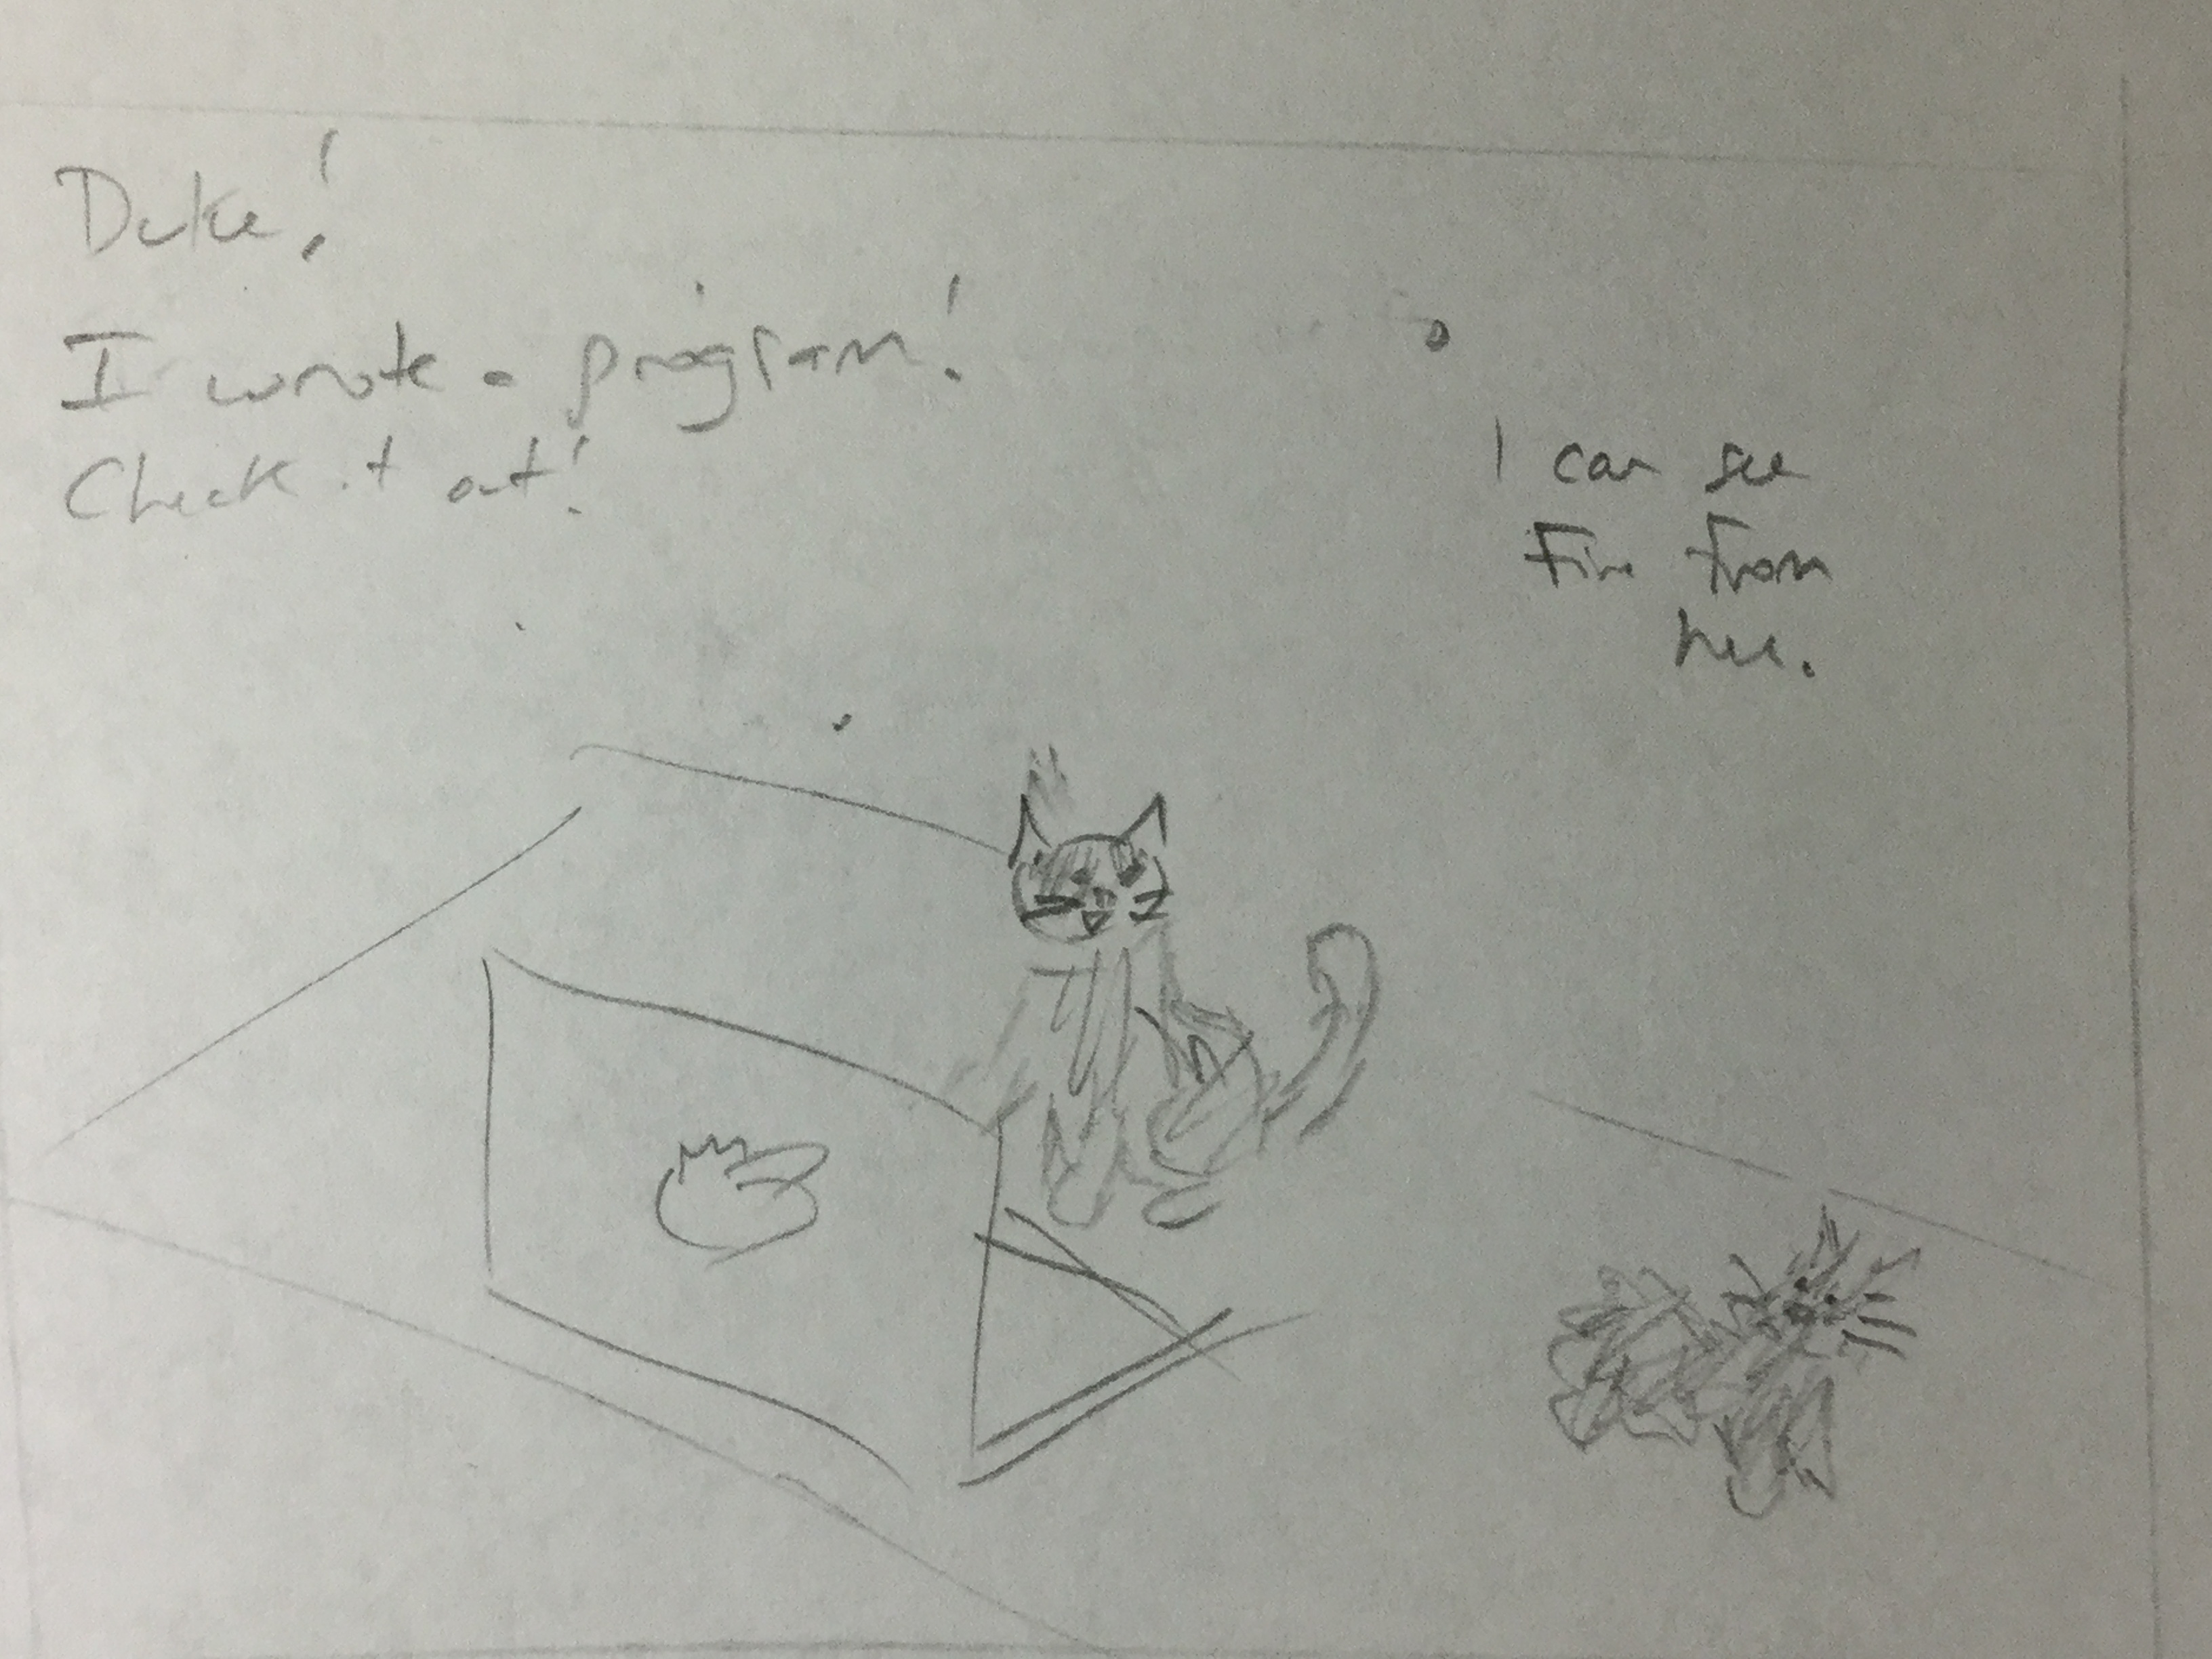 Duke!
I wrote a program!
Check it out!
I can see
Fine from
here.